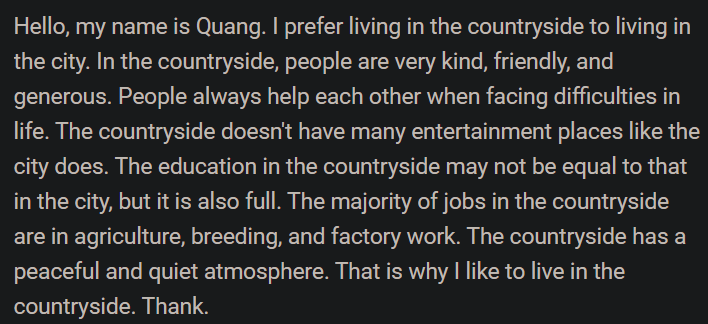 Hello, my name is Quang. I prefer living in the countryside to living in
the city. In the countryside, people are very kind, friendly, and
generous. People always help each other when facing difficulties in
life. The countryside doesn't have many entertainment places like the
city does. The education in the countryside may not be equal to that
in the city, but it is also full. The majority of jobs in the countryside
are in agriculture, breeding, and factory work. The countryside has a
peaceful and quiet atmosphere. That is why I like to live in the
countryside. Thank.